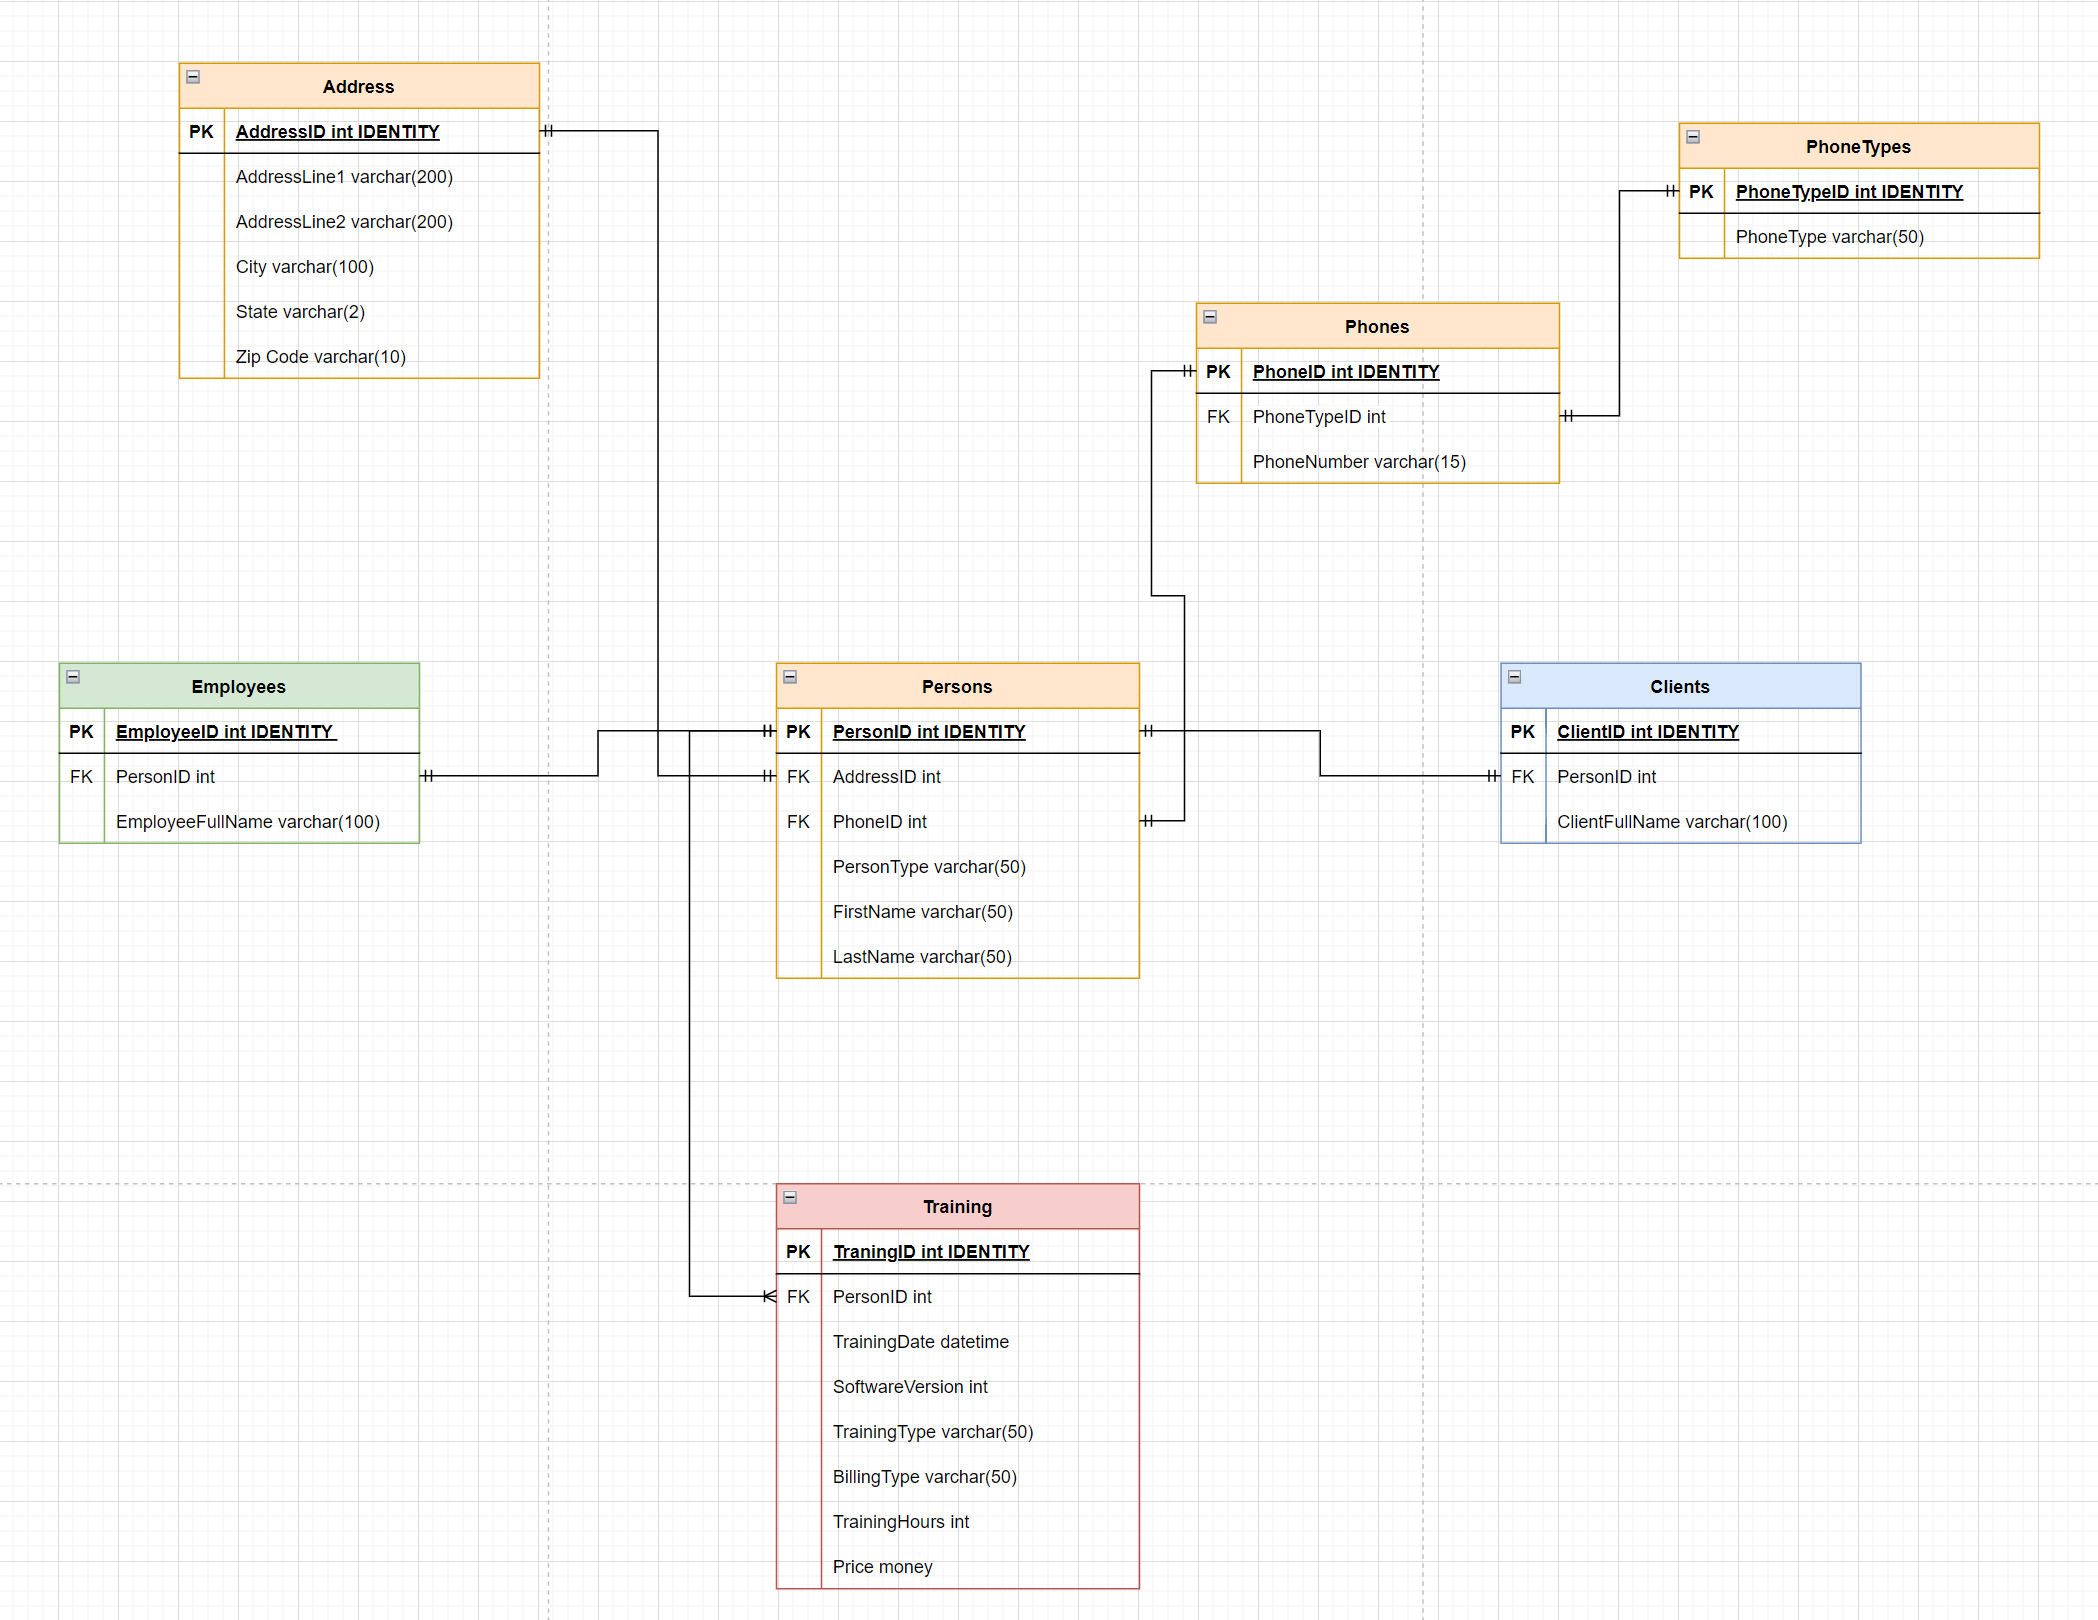 Address
PK AddressID int IDENTITY
AddressLine1 varchar(200)
AddressLine2 varchar(200)
City varchar(100)
State varchar(2)
Zip Code varchar(10)
PhoneTypes
PK PhoneTypeID int IDENTITY
PhoneType varchar(50)
Phones
PK PhoneID int IDENTITY
FK PhoneTypeID int
PhoneNumber varchar(15)
Employees
PK EmployeeID int IDENTITY
FK PersonID int
EmployeeFullName varchar(100)
Persons
PK PersonID int IDENTITY
FK AddressID int
FK PhoneID int
PersonType varchar(50)
FirstName varchar(50)
LastName varchar(50)
Clients
PK ClientID int IDENTITY
FK PersonID int
ClientFullName varchar(100)
Training
PK TraningID int IDENTITY
FK PersonID int
TrainingDate datetime
SoftwareVersion int
TrainingType varchar(50)
BillingType varchar(50)
TrainingHours int
Price money